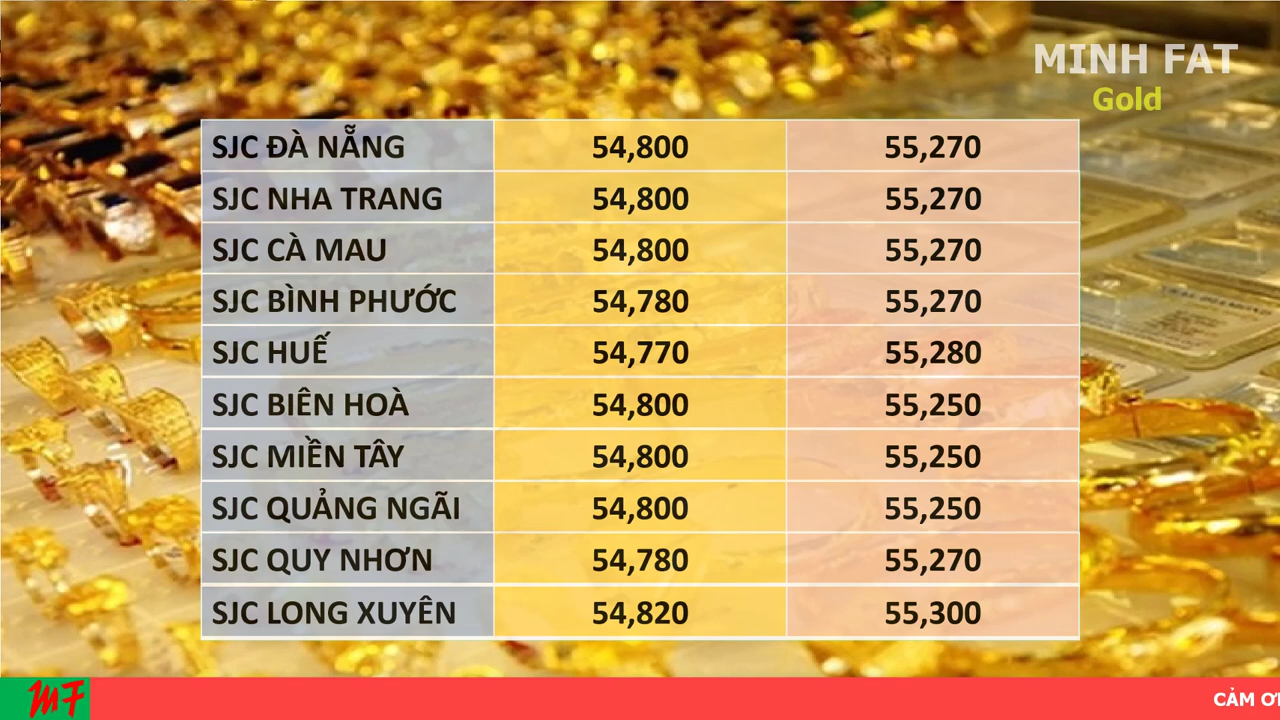 MINH FAT
Gold
SJC ĐÀ NẴNG 54,800 55,270
SJC NHA TRANG 54,800 55,270
SJC CÀ MAU 54,800 55,270
SJC BÌNH PHƯỚC 54,780 55,270
SJC HUẾ 54,770 55,280
SJC BIÊN HOÀ 54,800 55,250
SJC MIỀN TÂY 54,800 55,250
SJC QUẢNG NGÃI 54,800 55,250
SJC QUY NHƠN 54,780 55,270
SJC LONG XUYÊN 54,820 55,300
MF
CẢM